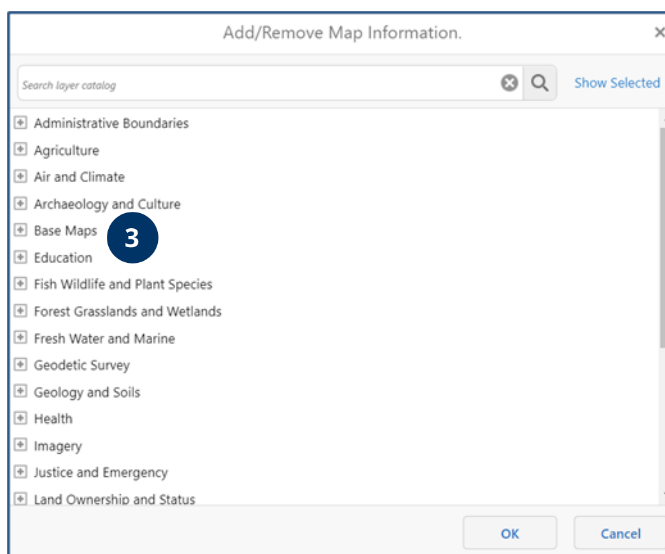 Add/Remove Map Information.
Search layer catalog
Show Selected
Administrative Boundaries
Agriculture
Air and Climate
Archaeology and Culture
Base Maps
3
Education
Fish Wildlife and Plant Species
Forest Grasslands and Wetlands
Fresh Water and Marine
Geodetic Survey
Geology and Soils
Health
Imagery
Justice and Emergency
Land Ownership and Status
OK
Cancel